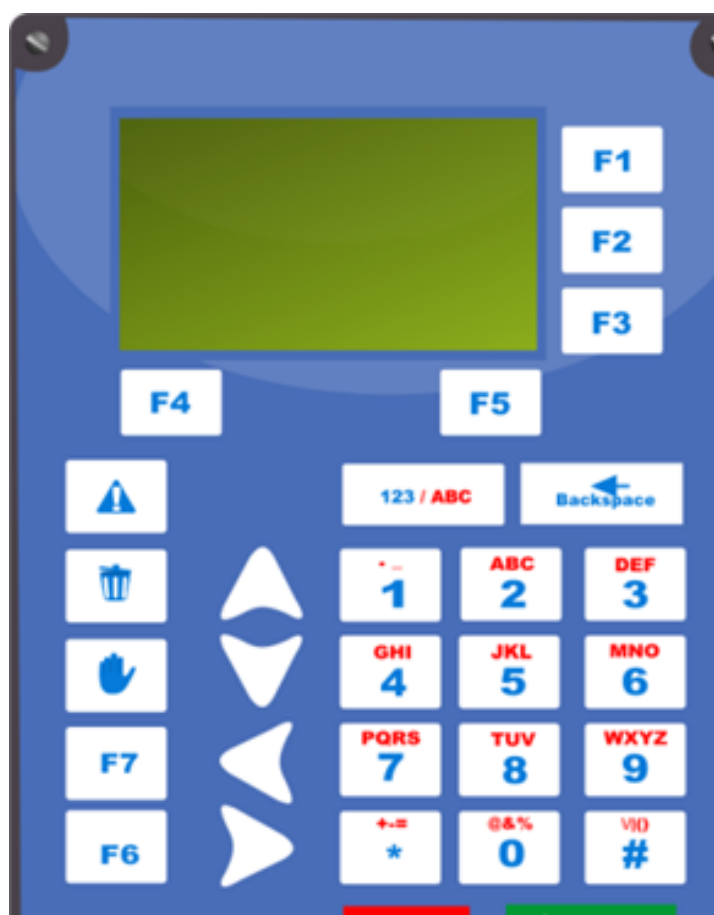 F1
F2
F3
F4 F5
123 / ABC Backspace
. _ ABC DEF
1 2 3
GHI JKL MNO
4 5 6
PQRS TUV WXYZ
F7 7 8 9
+-= @&%
F6 * 0 #